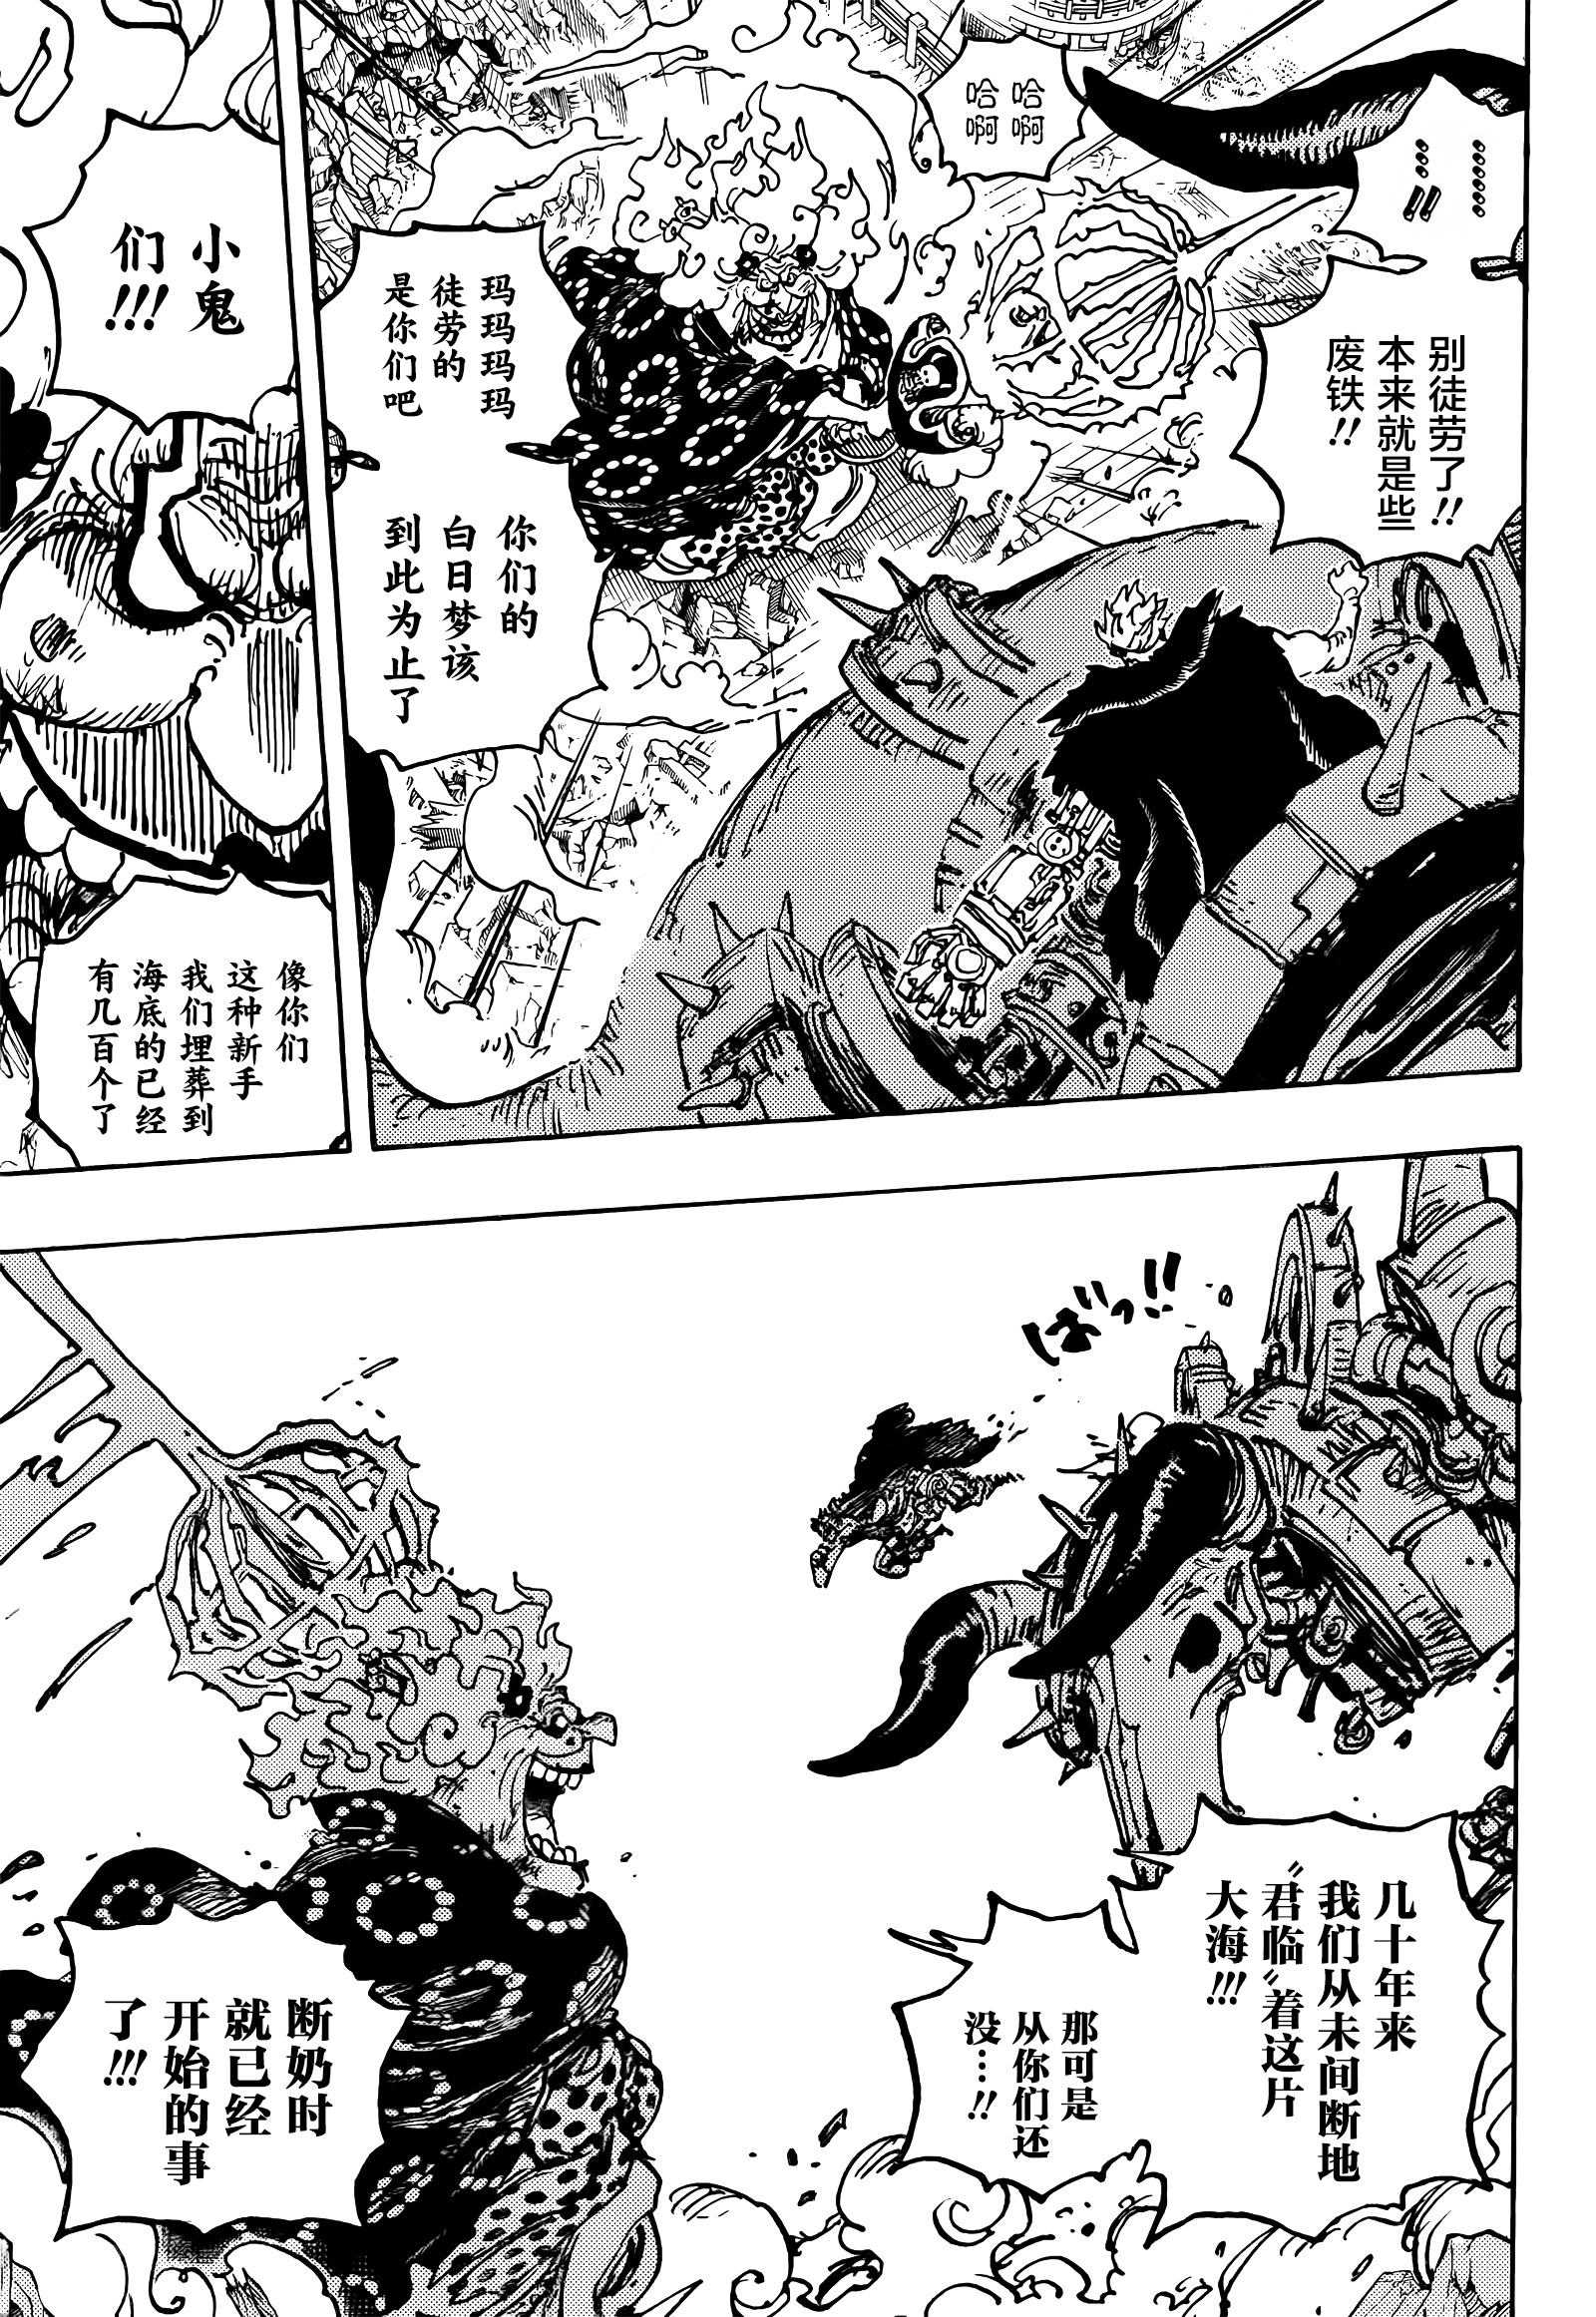 ……
…!!
别徒劳了!!
本来就是些
废铁!!
哈啊
哈啊
玛玛玛玛
徒劳的
是你们吧
你们的
白日梦该
到此为止了
小鬼
们!!!
像你们
这种新手
我们埋葬到
海底的已经
有几百个了
ばっ!!
几十年来
我们从未间断地
“君临”着这片
大海!!!
那可是
从你们还
没…!!
断奶时
就已经
开始的事
了!!!